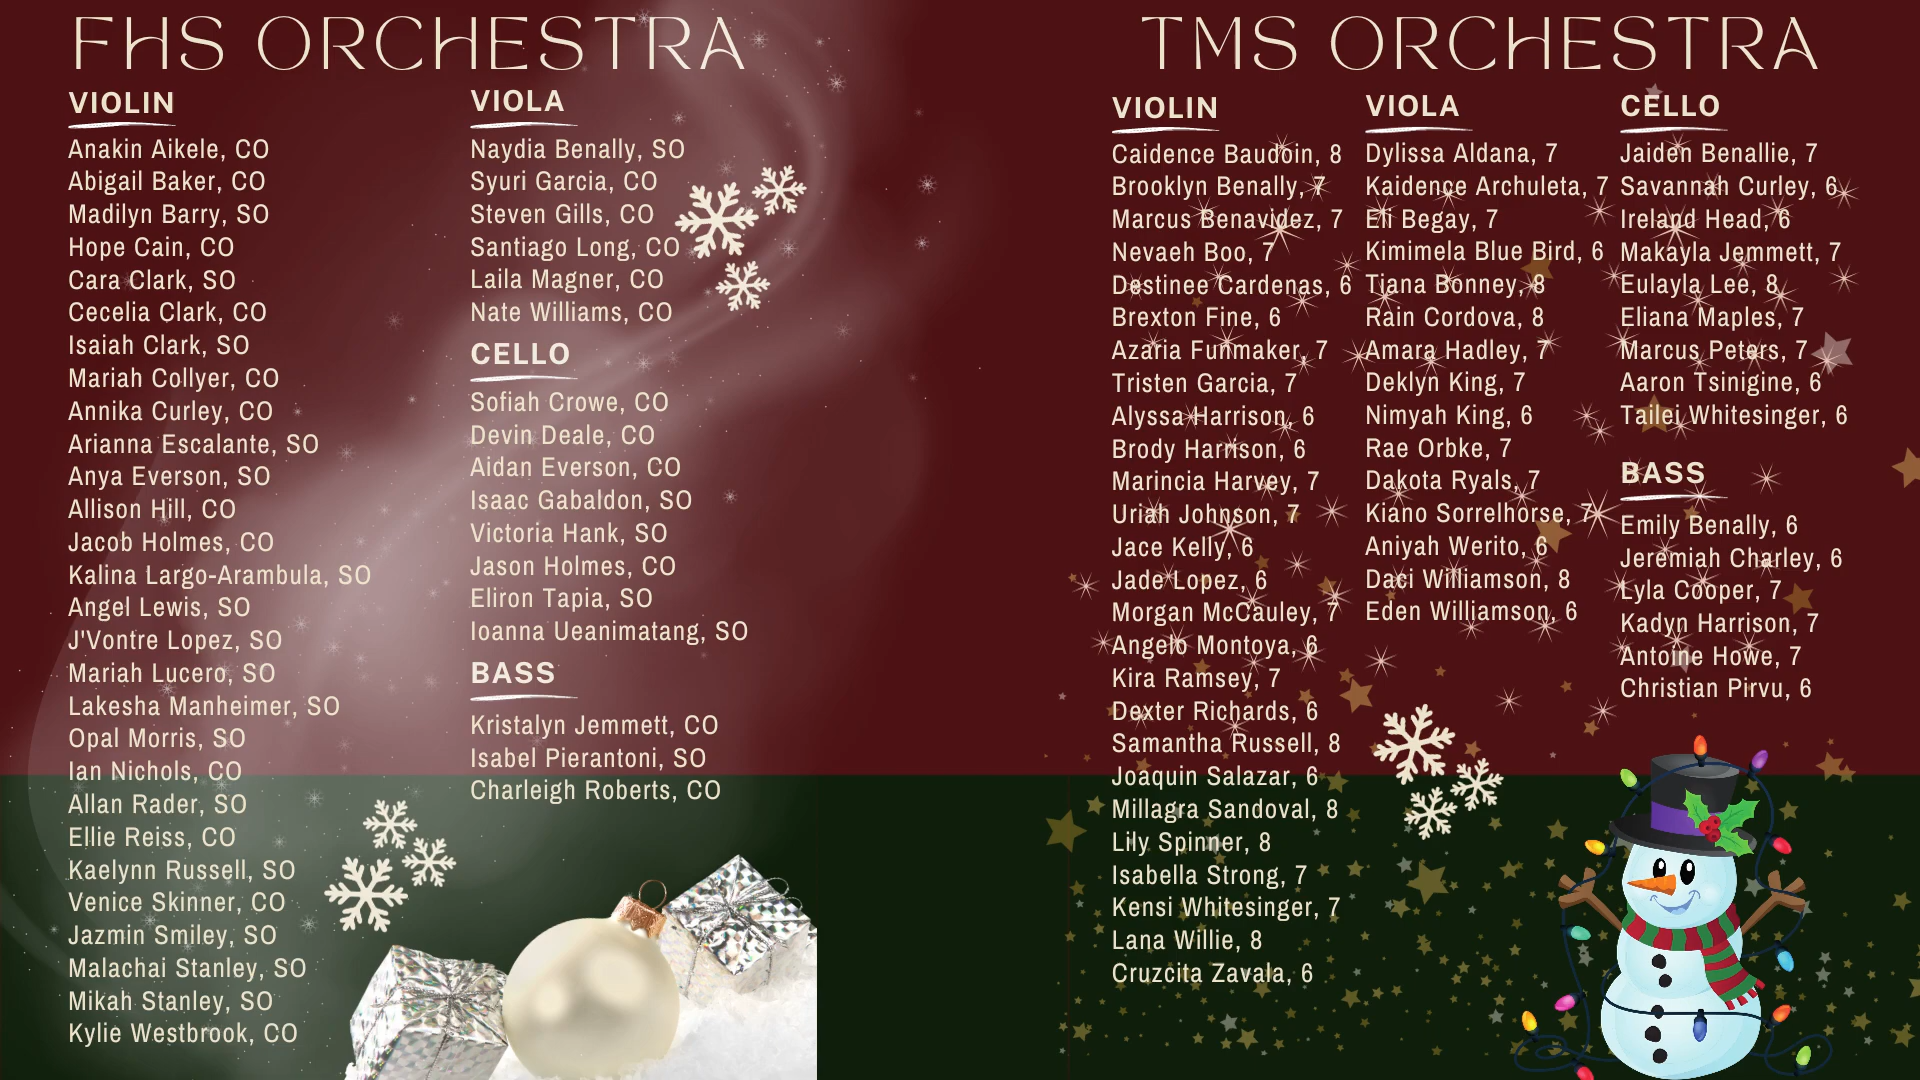 FHS ORCHESTRA
VIOLIN
Anakin Aikele, CO
Abigail Baker, CO
Madilyn Barry, SO
Hope Cain, CO
Cara Clark, SO
Cecelia Clark, CO
Isaiah Clark, SO
Mariah Collyer, CO
Annika Curley, CO
Arianna Escalante, SO
Anya Everson, SO
Allison Hill, CO
Jacob Holmes, CO
Kalina Largo-Arambula, SO
Angel Lewis, SO
J'Vontre Lopez, SO
Mariah Lucero, SO
Lakesha Manheimer, SO
Opal Morris, SO
Ian Nichols, CO
Allan Rader, SO
Ellie Reiss, CO
Kaelynn Russell, SO
Venice Skinner, CO
Jazmin Smiley, SO
Malachai Stanley, SO
Mikah Stanley, SO
Kylie Westbrook, CO
VIOLA
Naydia Benally, SO
Syuri Garcia, CO
Steven Gills, CO
Santiago Long, CO
Laila Magner, CO
Nate Williams, CO
CELLO
Sofiah Crowe, CO
Devin Deale, CO
Aidan Everson, CO
Isaac Gabaldon, SO
Victoria Hank, SO
Jason Holmes, CO
Eliron Tapia, SO
Ioanna Ueanimatang, SO
BASS
Kristalyn Jemmett, CO
Isabel Pierantoni, SO
Charleigh Roberts, CO
TMS ORCHESTRA
VIOLIN
Caidence Baudoin, 8
Brooklyn Benally, 7
Marcus Benavidez, 7
Nevaeh Boo, 7
Destinee Cardenas, 6
Brexton Fine, 6
Azaria Funmaker, 7
Tristen Garcia, 7
Alyssa Harrison, 6
Brody Harrison, 6
Marincia Harvey, 7
Uriah Johnson, 7
Jace Kelly, 6
Jade Lopez, 6
Morgan McCauley, 7
Angelo Montoya, 6
Kira Ramsey, 7
Dexter Richards, 6
Samantha Russell, 8
Joaquin Salazar, 6
Millagra Sandoval, 8
Lily Spinner, 8
Isabella Strong, 7
Kensi Whitesinger, 7
Lana Willie, 8
Cruzcita Zavala, 6
VIOLA
Dylissa Aldana, 7
Kaidence Archuleta, 7
Eli Begay, 7
Kimimela Blue Bird, 6
Tiana Bonney, 8
Rain Cordova, 8
Amara Hadley, 7
Deklyn King, 7
Nimyah King, 6
Rae Orbke, 7
Dakota Ryals, 7
Kiano Sorrelhorse, 7
Aniyah Werito, 6
Daci Williamson, 8
Eden Williamson, 6
CELLO
Jaiden Benallie, 7
Savannah Curley, 6
Ireland Head, 6
Makayla Jemmett, 7
Eulayla Lee, 8
Eliana Maples, 7
Marcus Peters, 7
Aaron Tsinigine, 6
Tailei Whitesinger, 6
BASS
Emily Benally, 6
Jeremiah Charley, 6
Lyla Cooper, 7
Kadyn Harrison, 7
Antoine Howe, 7
Christian Pirvu, 6